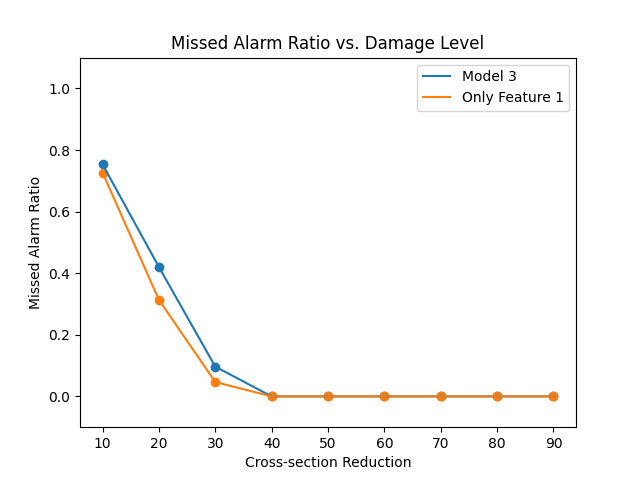 Missed Alarm Ratio vs. Damage Level
Model 3
Only Feature 1
Missed Alarm Ratio
1.0
0.8
0.6
0.4
0.2
0.0
10 20 30 40 50 60 70 80 90
Cross-section Reduction